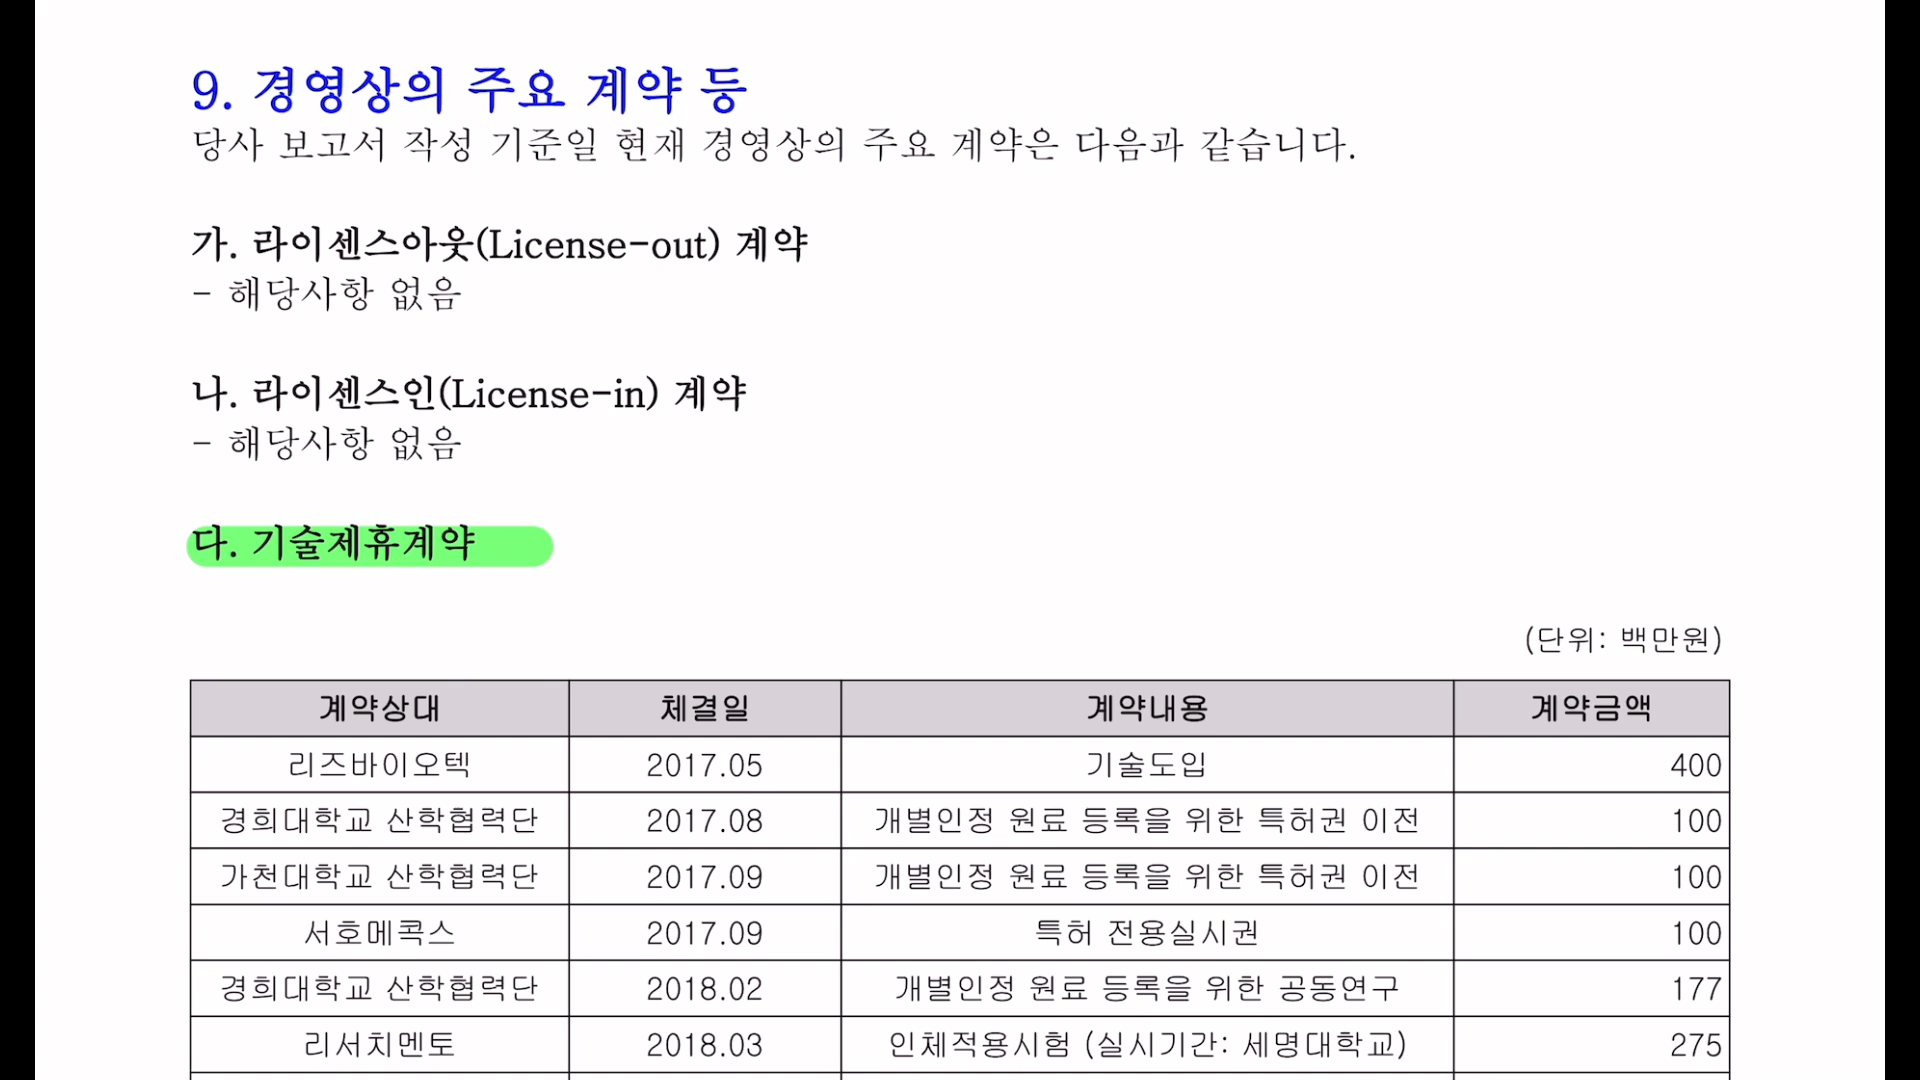 9. 경영상의 주요 계약 등
당사 보고서 작성 기준일 현재 경영상의 주요 계약은 다음과 같습니다.
가. 라이센스아웃(License-out) 계약
- 해당사항 없음
나. 라이센스인(License-in) 계약
- 해당사항 없음
다. 기술제휴계약
(단위: 백만원)
계약상대 체결일 계약내용 계약금액
리즈바이오텍 2017.05 기술도입 400
경희대학교 산학협력단 2017.08 개별인정 원료 등록을 위한 특허권 이전 100
가천대학교 산학협력단 2017.09 개별인정 원료 등록을 위한 특허권 이전 100
서호메콕스 2017.09 특허 전용실시권 100
경희대학교 산학협력단 2018.02 개별인정 원료 등록을 위한 공동연구 177
리서치멘토 2018.03 인체적용시험 (실시기간: 세명대학교) 275